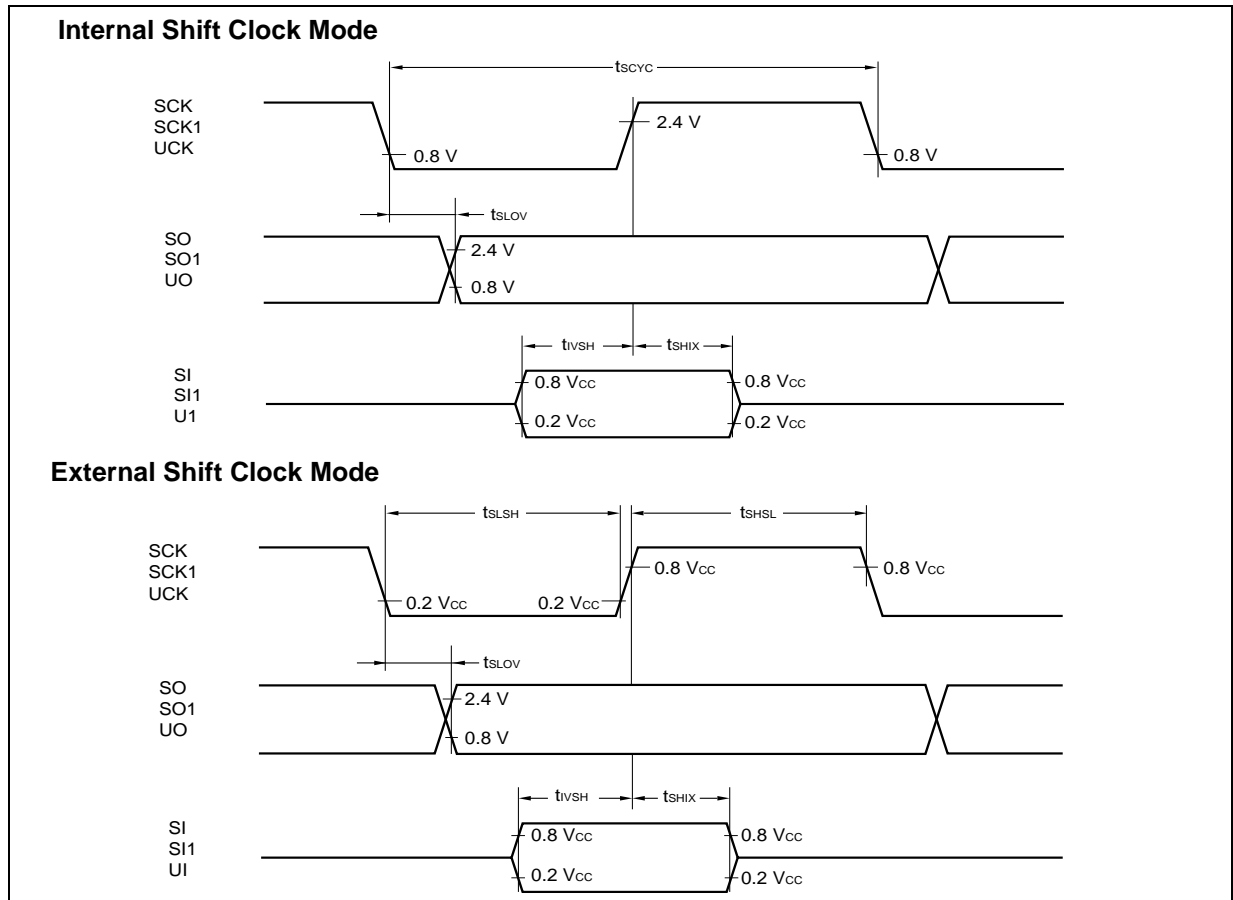 Internal Shift Clock Mode
tSCYC
SCK
SCK1
UCK
2.4 V
0.8 V
0.8 V
tSLOV
SO
SO1
UO
2.4 V
0.8 V
tIVSH
tSHIX
SI
SI1
U1
0.8 VCC
0.8 VCC
0.2 VCC
0.2 VCC
External Shift Clock Mode
tSLSH
tSHSL
SCK
SCK1
UCK
0.8 VCC
0.8 VCC
0.2 VCC
0.2 VCC
tSLOV
SO
SO1
UO
2.4 V
0.8 V
tIVSH
tSHIX
SI
SI1
UI
0.8 VCC
0.8 VCC
0.2 VCC
0.2 VCC